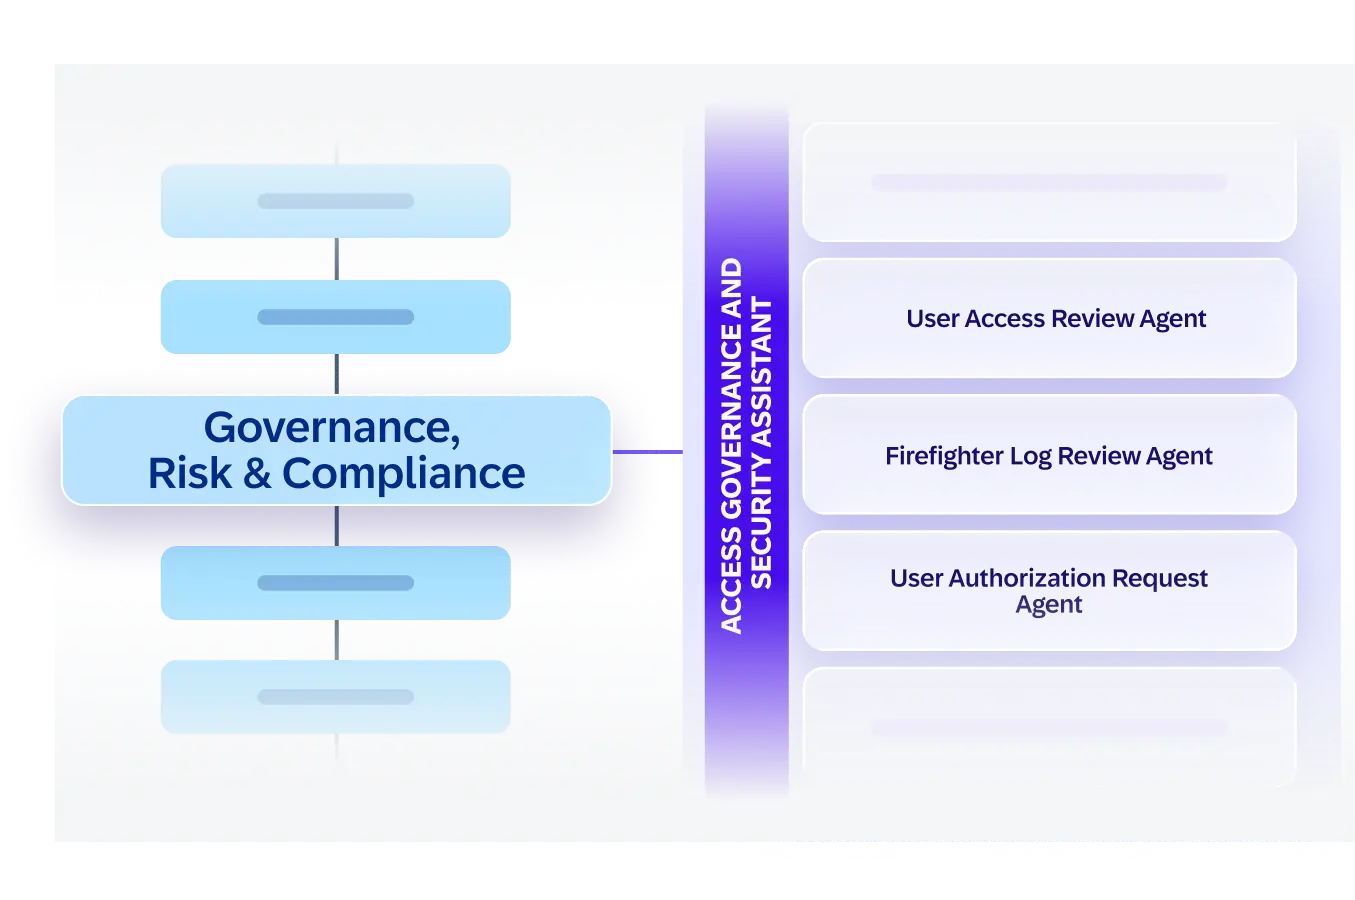 Governance,
Risk & Compliance
ACCESS GOVERNANCE AND
SECURITY ASSISTANT
User Access Review Agent
Firefighter Log Review Agent
User Authorization Request
Agent